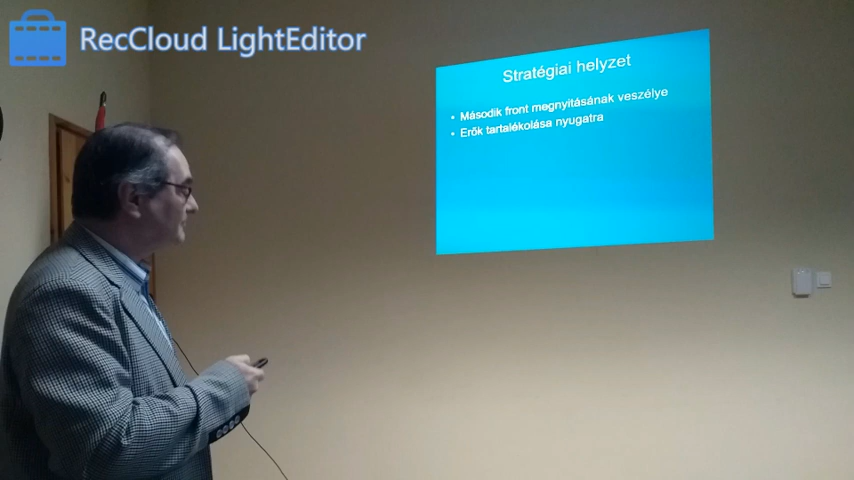 RecCloud LightEditor
Stratégiai helyzet
• Második front megnyitásának veszélye
• Erők tartalékolása nyugatra